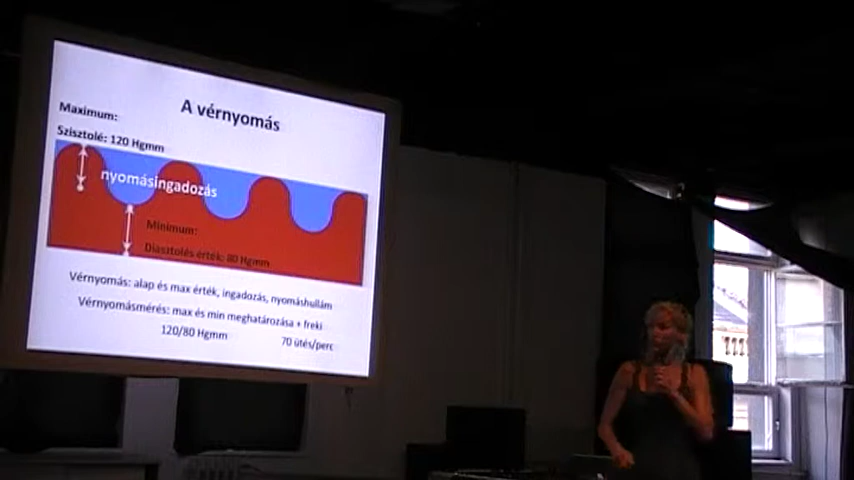 A vérnyomás
Maximum:
Szisztolé: 120 Hgmm
nyomásingadozás
Minimum:
Diasztolés érték: 80 Hgmm
Vérnyomás: alap és max érték, ingadozás, nyomáshullám
Vérnyomásmérés: max és min meghatározása + freki
120/80 Hgmm 70 ütés/perc